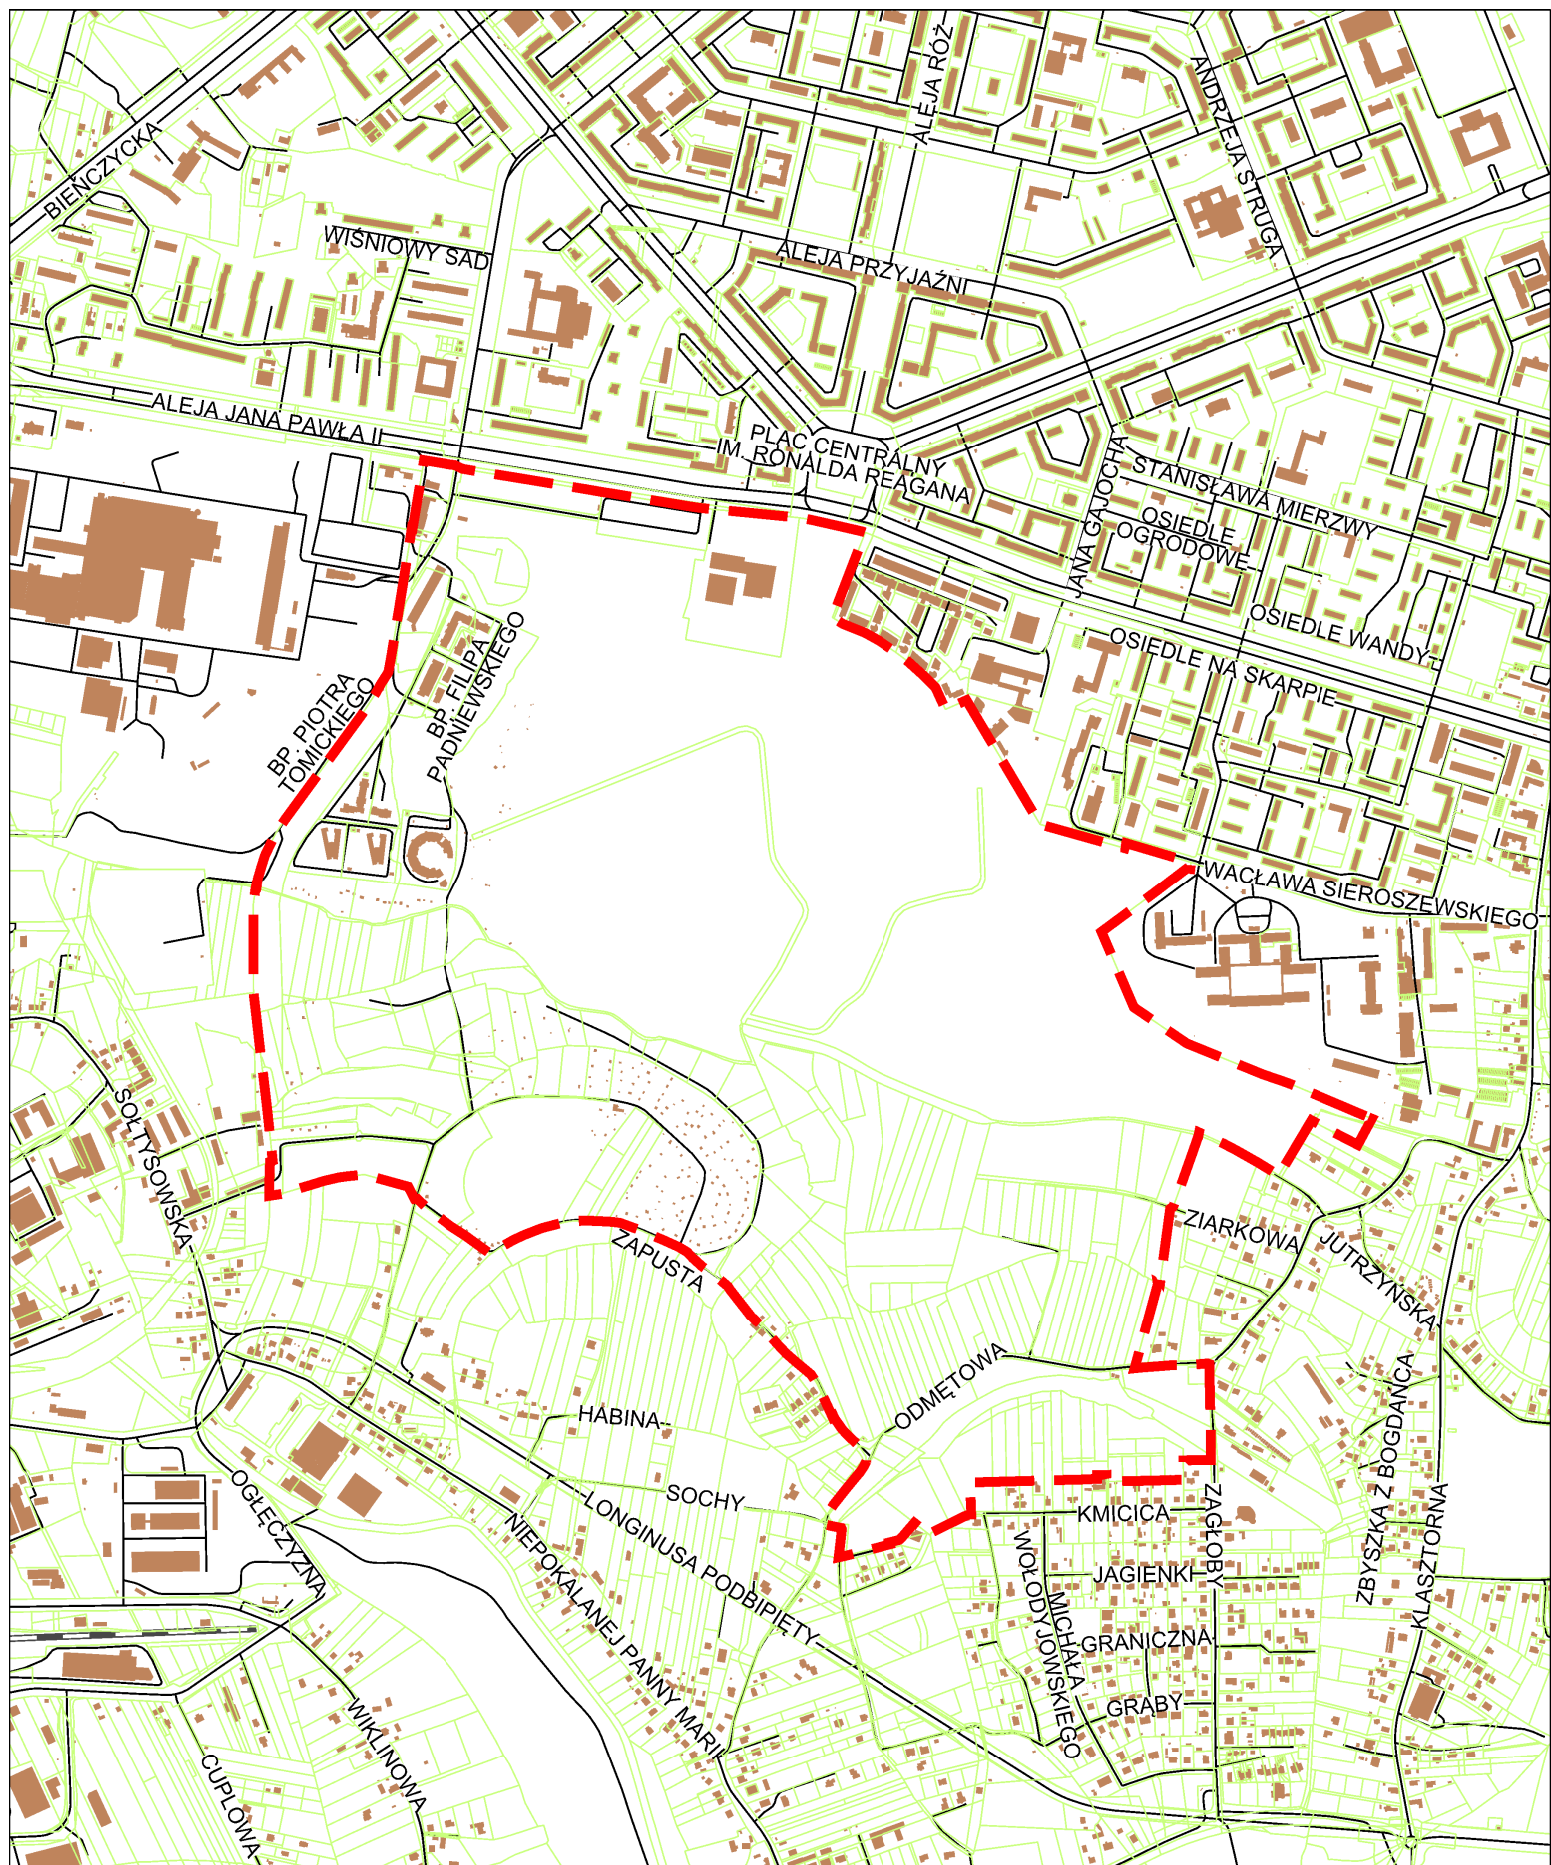 ALEJA RÓŻ
ANDRZEJA STRUGA
BIEŃCZYCKA
WIŚNIOWY SAD
ALEJA PRZYJAŹNI
ALEJA JANA PAWŁA II
PLAC CENTRALNY
IM. RONALDA REAGANA
JANA GAJOCHA
STANISŁAWA MIERZWY
OSIEDLE
OGRODOWE
OSIEDLE WANDY
OSIEDLE NA SKARPIE
BP. PIOTRA
TOMICKIEGO
BP. FILIPA
PADNIEWSKIEGO
WACŁAWA SIEROSZEWSKIEGO
SOŁTYSOWSKA
ZAPUSTA
ZIARKOWA
JUTRZYŃSKA
ODMĘTOWA
HABINA
ZBYSZKA Z BOGDAŃCA
KLASZTORNA
OGŁĘCZYZNA
SOCHY
LONGINUSA PODBIPIĘTY
NIEPOKALANEJ PANNY MARII
KMICICA
ZAGŁOBY
JAGIENKI
MICHAŁA
WOŁODYJOWSKIEGO
GRANICZNA
GRĄBY
WIKLINOWA
CUPLOWA